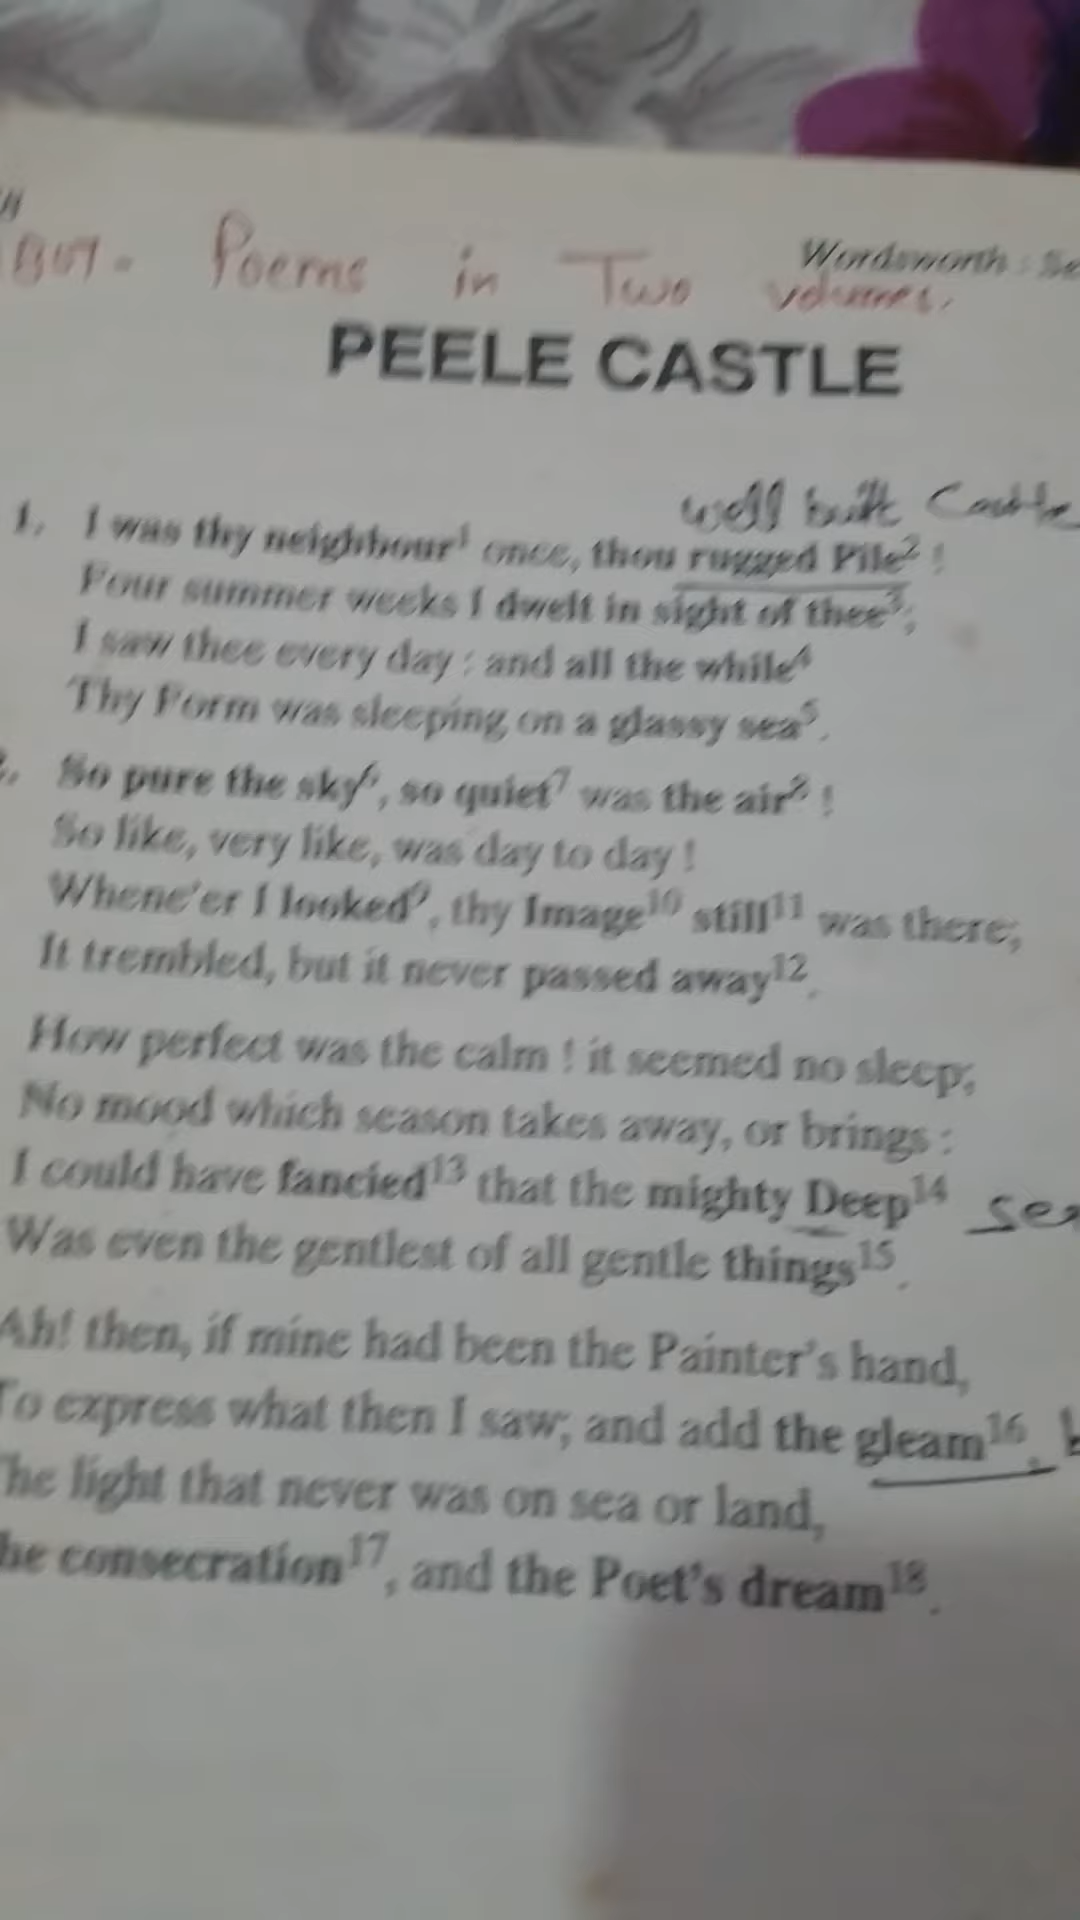 1807. Poems in Two volumes.
Wordsworth :
PEELE CASTLE
well built Castle
1. I was thy neighbour¹ once, thou rugged Pile² !
Four summer weeks I dwelt in sight of thee³;
I saw thee every day : and all the while⁴
Thy Form was sleeping on a glassy sea⁵.
So pure the sky⁶, so quiet⁷ was the air⁸ !
So like, very like, was day to day !
Whene'er I looked⁹, thy Image¹⁰ still¹¹ was there;
It trembled, but it never passed away¹².
How perfect was the calm ! it seemed no sleep;
No mood which season takes away, or brings :
I could have fancied¹³ that the mighty Deep¹⁴
Was even the gentlest of all gentle things¹⁵.
Ah! then, if mine had been the Painter's hand,
To express what then I saw; and add the gleam¹⁶,
he light that never was on sea or land,
he consecration¹⁷, and the Poet's dream¹⁸.